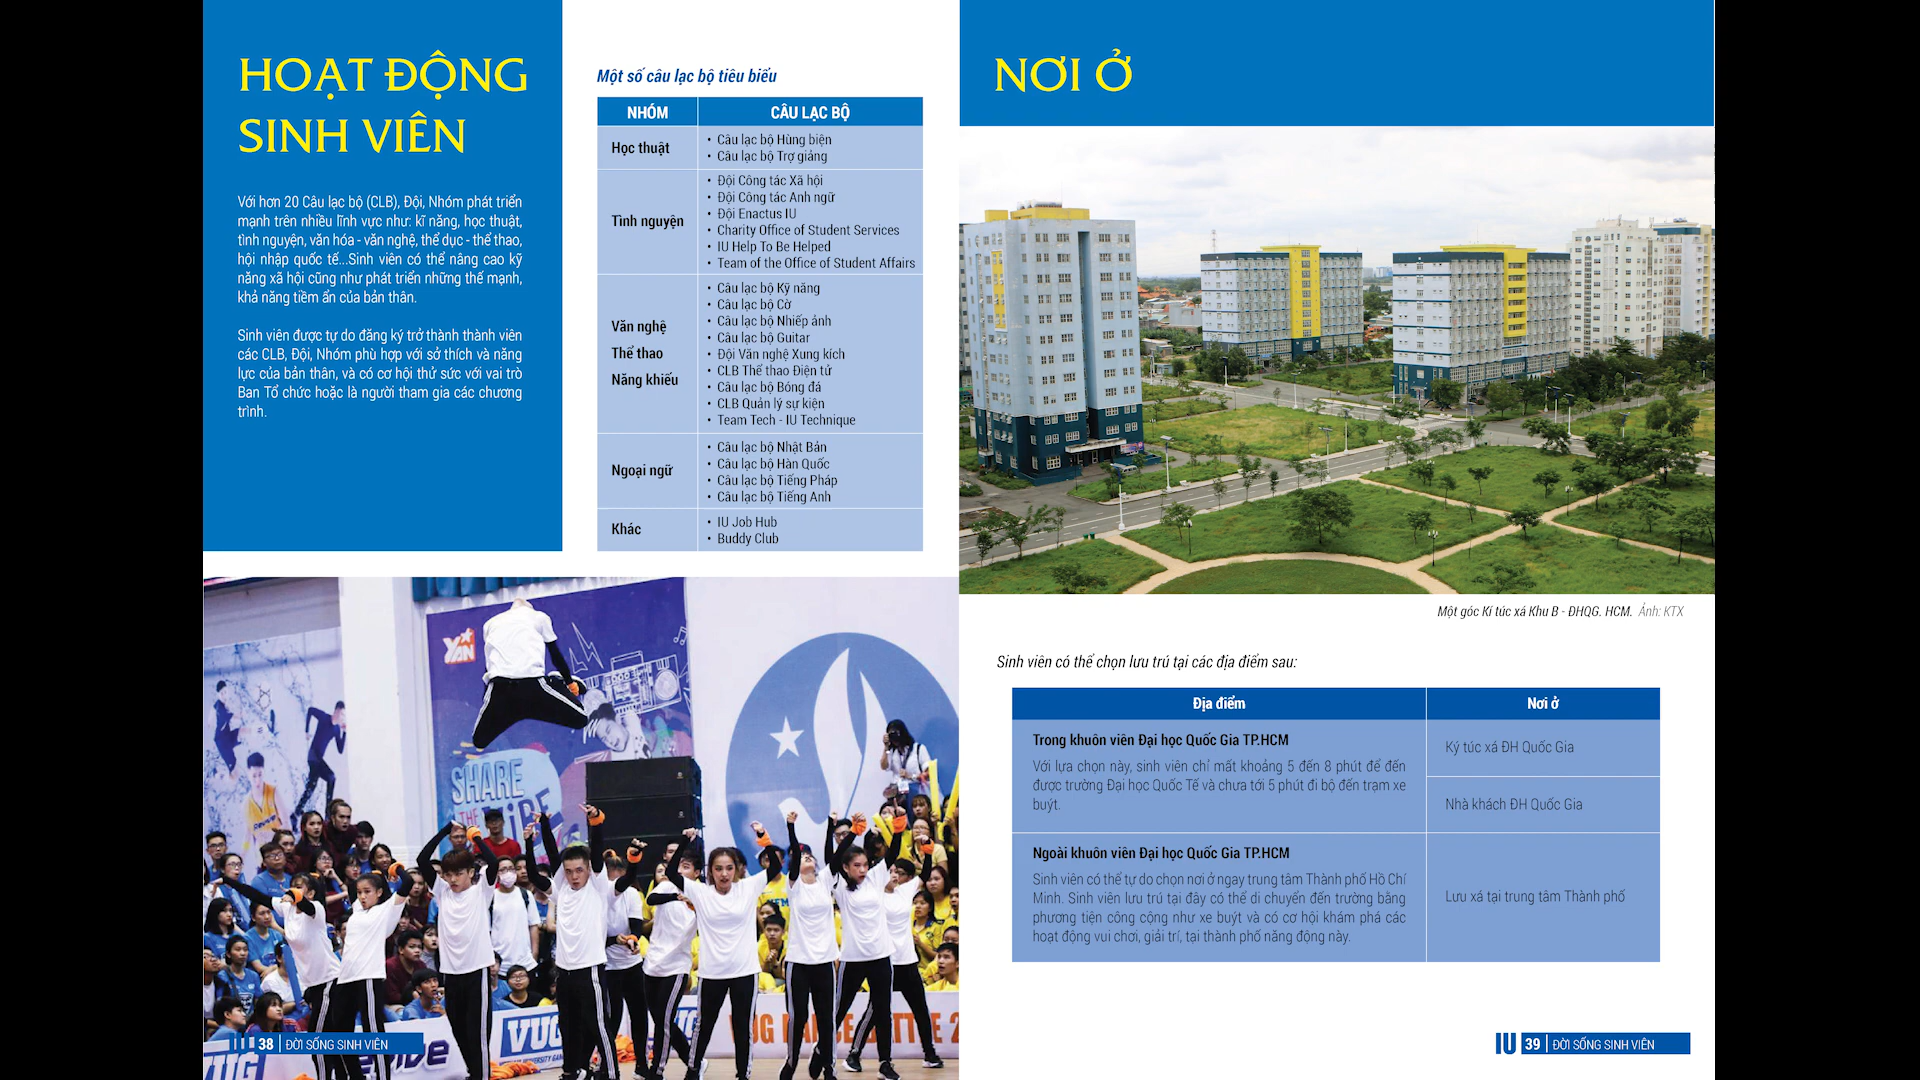 HOẠT ĐỘNG
SINH VIÊN
Với hơn 20 Câu lạc bộ (CLB), Đội, Nhóm phát triển
mạnh trên nhiều lĩnh vực như: kĩ năng, học thuật,
tình nguyện, văn hóa - văn nghệ, thể dục - thể thao,
hội nhập quốc tế...Sinh viên có thể nâng cao kỹ
năng xã hội cũng như phát triển những thế mạnh,
khả năng tiềm ẩn của bản thân.
Sinh viên được tự do đăng ký trở thành thành viên
các CLB, Đội, Nhóm phù hợp với sở thích và năng
lực của bản thân, và có cơ hội thử sức với vai trò
Ban Tổ chức hoặc là người tham gia các chương
trình.
Một số câu lạc bộ tiêu biểu
NHÓM CÂU LẠC BỘ
Học thuật
• Câu lạc bộ Hùng biện
• Câu lạc bộ Trợ giảng
Tình nguyện
• Đội Công tác Xã hội
• Đội Công tác Anh ngữ
• Đội Enactus IU
• Charity Office of Student Services
• IU Help To Be Helped
• Team of the Office of Student Affairs
Văn nghệ
Thể thao
Năng khiếu
• Câu lạc bộ Kỹ năng
• Câu lạc bộ Cờ
• Câu lạc bộ Nhiếp ảnh
• Câu lạc bộ Guitar
• Đội Văn nghệ Xung kích
• CLB Thể thao Điện tử
• Câu lạc bộ Bóng đá
• CLB Quản lý sự kiện
• Team Tech - IU Technique
Ngoại ngữ
• Câu lạc bộ Nhật Bản
• Câu lạc bộ Hàn Quốc
• Câu lạc bộ Tiếng Pháp
• Câu lạc bộ Tiếng Anh
Khác
• IU Job Hub
• Buddy Club
YAN
SHARE
THE
VIBE
VUG
VUG
IU 38 ĐỜI SỐNG SINH VIÊN
NƠI Ở
Một góc Kí túc xá Khu B - ĐHQG. HCM. Ảnh: KTX
Sinh viên có thể chọn lưu trú tại các địa điểm sau:
Địa điểm Nơi ở
Trong khuôn viên Đại học Quốc Gia TP.HCM
Với lựa chọn này, sinh viên chỉ mất khoảng 5 đến 8 phút để đến
được trường Đại học Quốc Tế và chưa tới 5 phút đi bộ đến trạm xe
buýt.
Ký túc xá ĐH Quốc Gia
Nhà khách ĐH Quốc Gia
Ngoài khuôn viên Đại học Quốc Gia TP.HCM
Sinh viên có thể tự do chọn nơi ở ngay trung tâm Thành phố Hồ Chí
Minh. Sinh viên lưu trú tại đây có thể di chuyển đến trường bằng
phương tiện công cộng như xe buýt và có cơ hội khám phá các
hoạt động vui chơi, giải trí, tại thành phố năng động này.
Lưu xá tại trung tâm Thành phố
IU 39 ĐỜI SỐNG SINH VIÊN